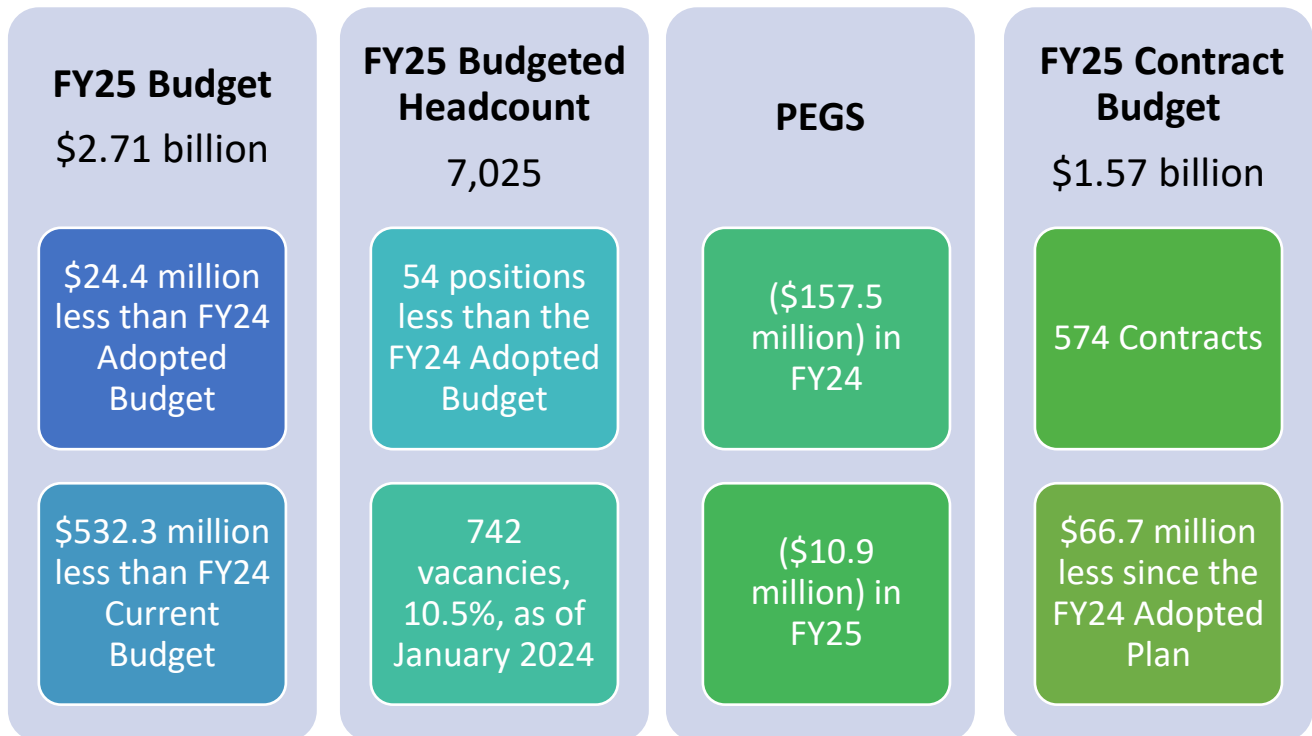 FY25 Budget
$2.71 billion
$24.4 million
less than FY24
Adopted
Budget
$532.3 million
less than FY24
Current
Budget
FY25 Budgeted
Headcount
7,025
54 positions
less than the
FY24 Adopted
Budget
742
vacancies,
10.5%, as of
January 2024
PEGS
($157.5
million) in
FY24
($10.9
million) in
FY25
FY25 Contract
Budget
$1.57 billion
574 Contracts
$66.7 million
less since the
FY24 Adopted
Plan